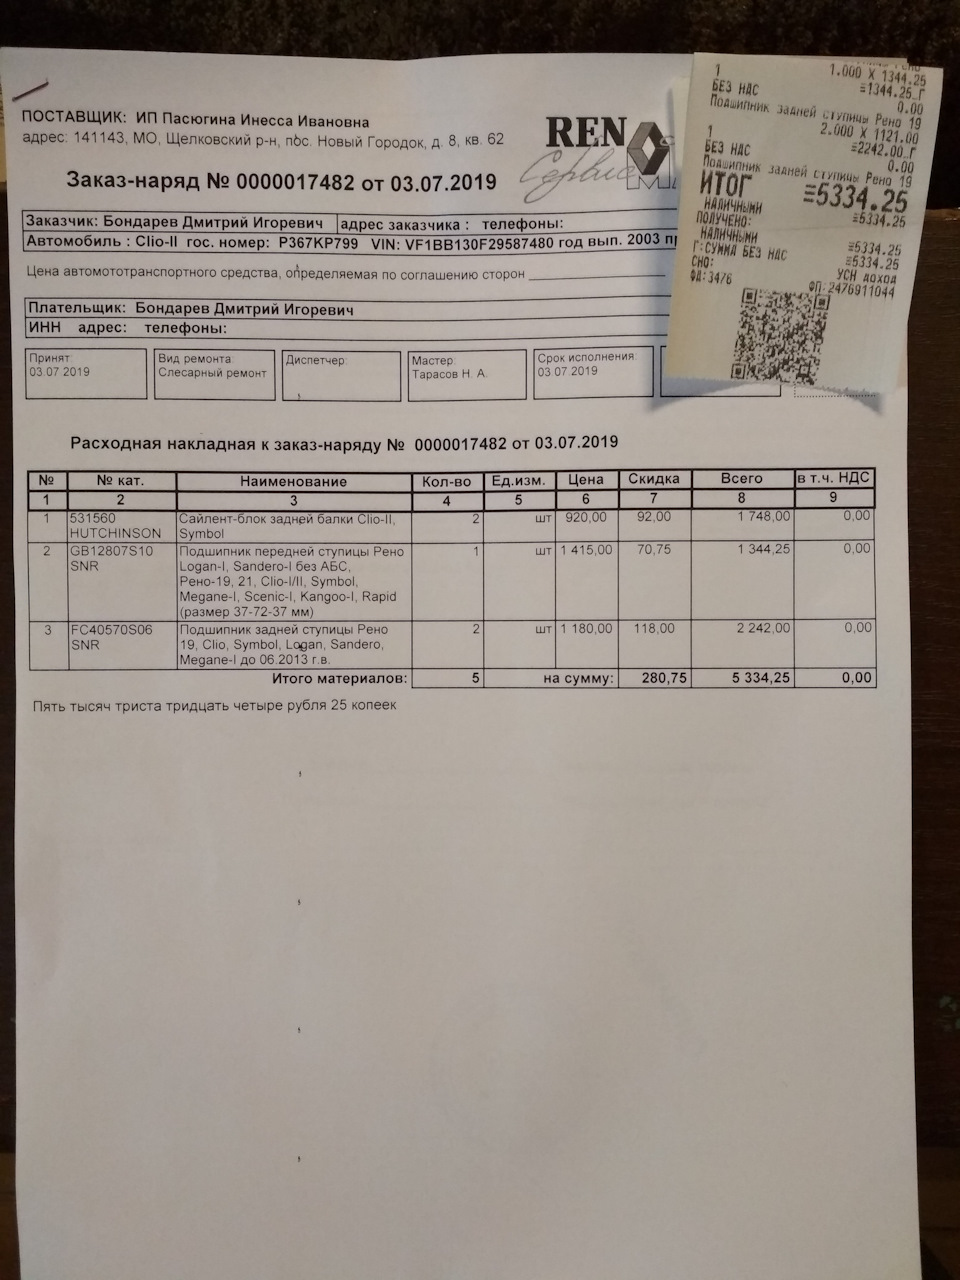 ПОСТАВЩИК: ИП Пасюгина Инесса Ивановна
адрес: 141143, МО, Щелковский р-н, пос. Новый Городок, д. 8, кв. 62
REN
Сервис
Заказ-наряд № 0000017482 от 03.07.2019
Заказчик: Бондарев Дмитрий Игоревич адрес заказчика : телефоны:
Автомобиль : Clio-II гос. номер: Р367КР799 VIN: VF1BB130F29587480 год вып. 2003
Цена автомототранспортного средства, определяемая по соглашению сторон
Плательщик: Бондарев Дмитрий Игоревич
ИНН адрес: телефоны:
Принят: Вид ремонта: Диспетчер: Мастер: Срок исполнения:
03.07.2019 Слесарный ремонт Тарасов Н. А. 03.07.2019
Расходная накладная к заказ-наряду № 0000017482 от 03.07.2019
№ № кат. Наименование Кол-во Ед.изм. Цена Скидка Всего в т.ч. НДС
1 2 3 4 5 6 7 8 9
1 531560 Сайлент-блок задней балки Clio-II, 2 шт 920,00 92,00 1 748,00 0,00
HUTCHINSON Symbol
2 GB12807S10 Подшипник передней ступицы Рено 1 шт 1 415,00 70,75 1 344,25 0,00
SNR Logan-I, Sandero-I без АБС,
Рено-19, 21, Clio-I/II, Symbol,
Megane-I, Scenic-I, Kangoo-I, Rapid
(размер 37-72-37 мм)
3 FC40570S06 Подшипник задней ступицы Рено 2 шт 1 180,00 118,00 2 242,00 0,00
SNR 19, Clio, Symbol, Logan, Sandero,
Megane-I до 06.2013 г.в.
Итого материалов: 5 на сумму: 280,75 5 334,25 0,00
Пять тысяч триста тридцать четыре рубля 25 копеек
1 1.000 X 1344.25
≡1344.25_Г
БЕЗ НДС 0.00
Подшипник задней ступицы Рено 19
1 2.000 X 1121.00
≡2242.00_Г
БЕЗ НДС 0.00
Подшипник задней ступицы Рено 19
ИТОГ ≡5334.25
НАЛИЧНЫМИ ≡5334.25
ПОЛУЧЕНО:
НАЛИЧНЫМИ ≡5334.25
Г:СУММА БЕЗ НДС ≡5334.25
СНО: УСН доход
ФД:3476 ФП:2476911044